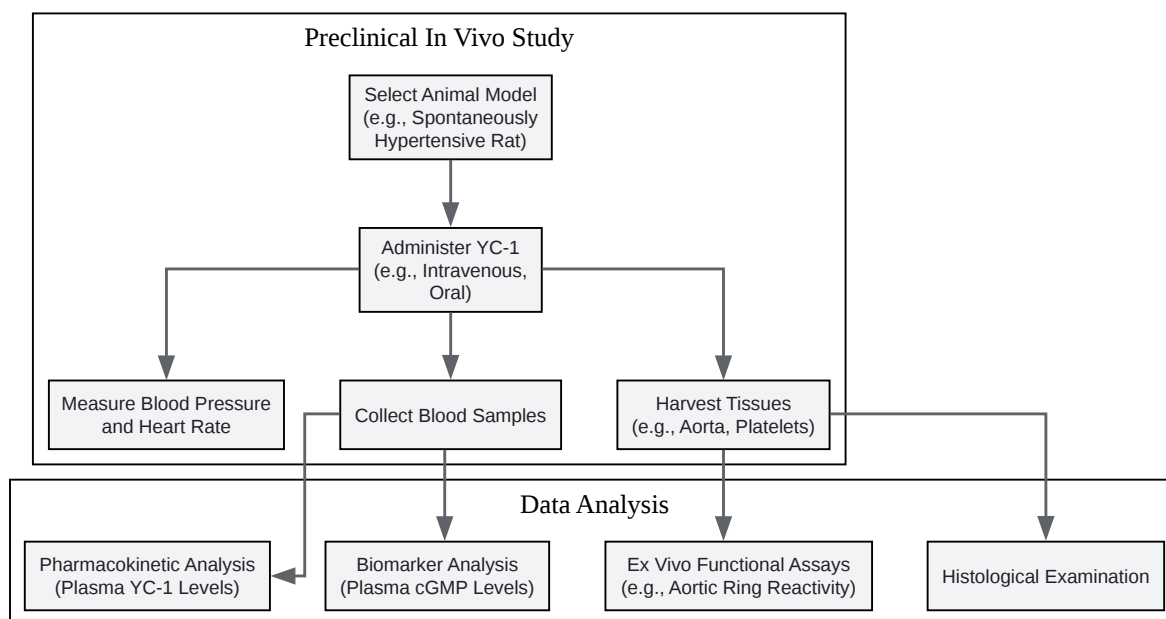 Preclinical In Vivo Study
Select Animal Model
(e.g., Spontaneously
Hypertensive Rat)
Administer YC-1
(e.g., Intravenous,
Oral)
Measure Blood Pressure
and Heart Rate
Collect Blood Samples
Harvest Tissues
(e.g., Aorta, Platelets)
Data Analysis
Pharmacokinetic Analysis
(Plasma YC-1 Levels)
Biomarker Analysis
(Plasma cGMP Levels)
Ex Vivo Functional Assays
(e.g., Aortic Ring Reactivity)
Histological Examination